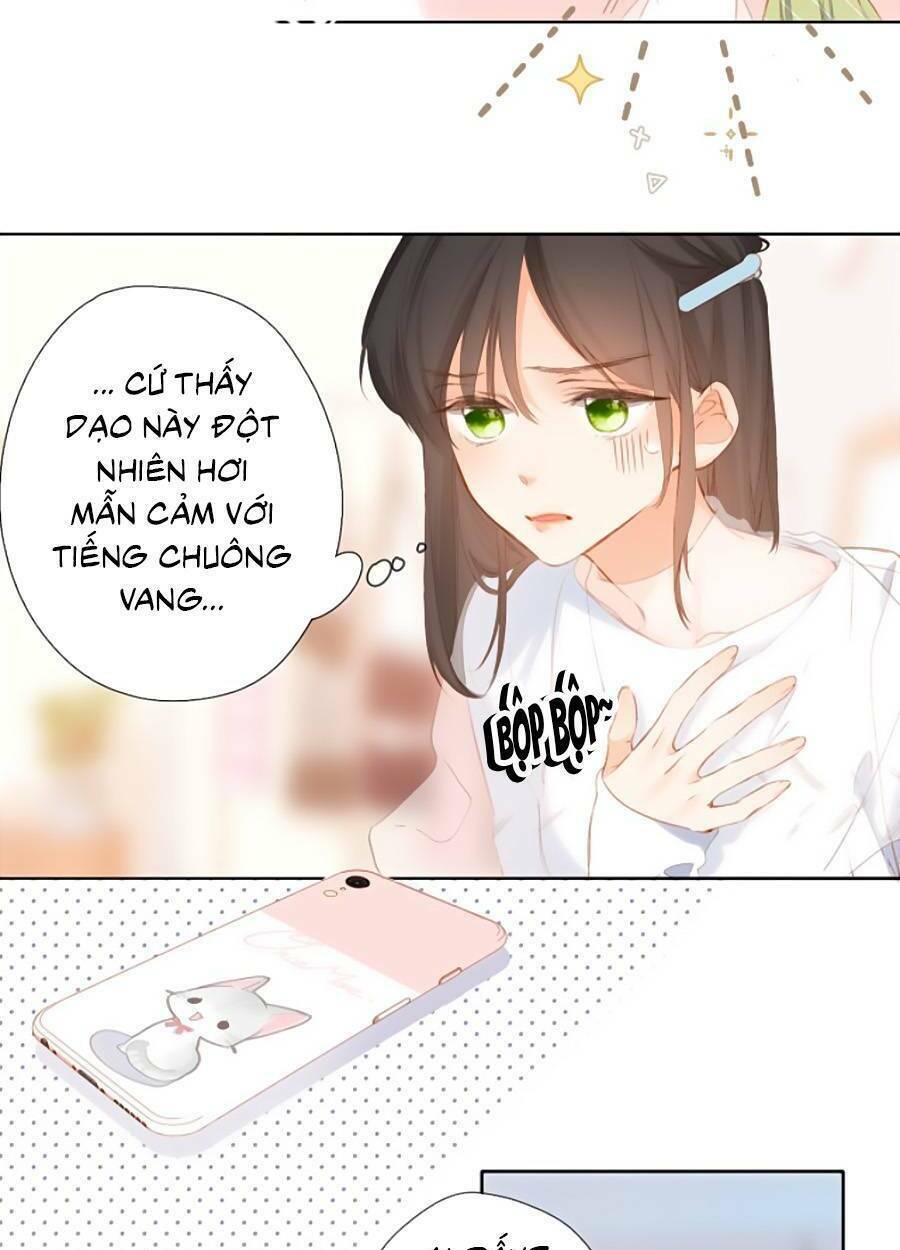 ... CỨ THẤY
DẠO NÀY ĐỘT
NHIÊN HƠI
MẪN CẢM VỚI
TIẾNG CHUÔNG
VANG...
BỘP BỘP~